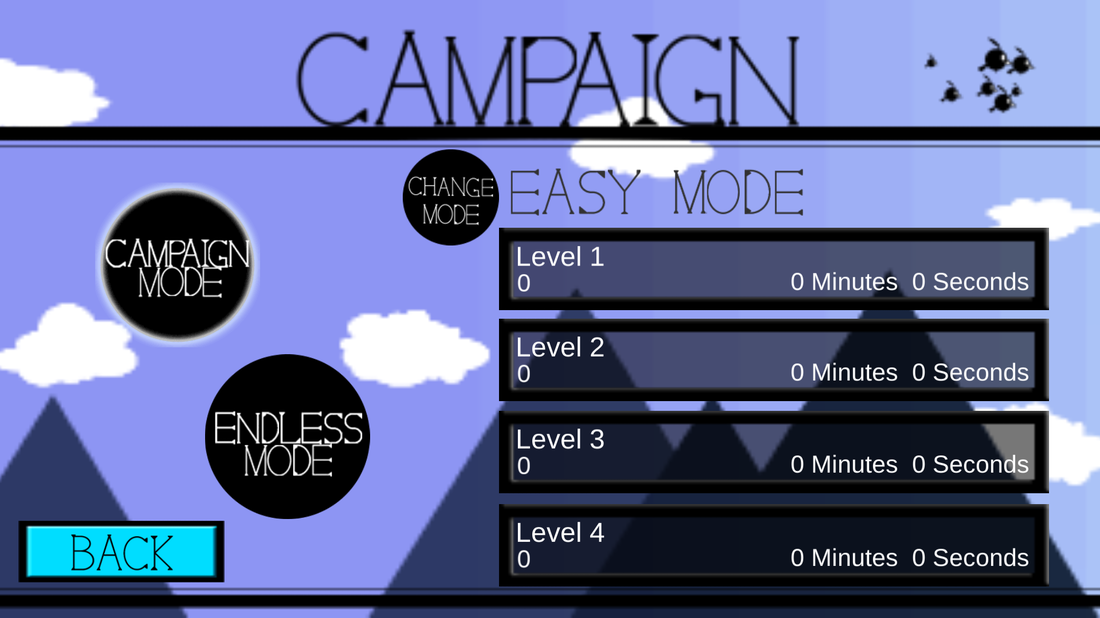 CAMPAIGN
CHANGE
MODE
EASY MODE
CAMPAIGN
MODE
Level 1
0
0 Minutes 0 Seconds
Level 2
0
0 Minutes 0 Seconds
ENDLESS
MODE
Level 3
0
0 Minutes 0 Seconds
Level 4
0
0 Minutes 0 Seconds
BACK